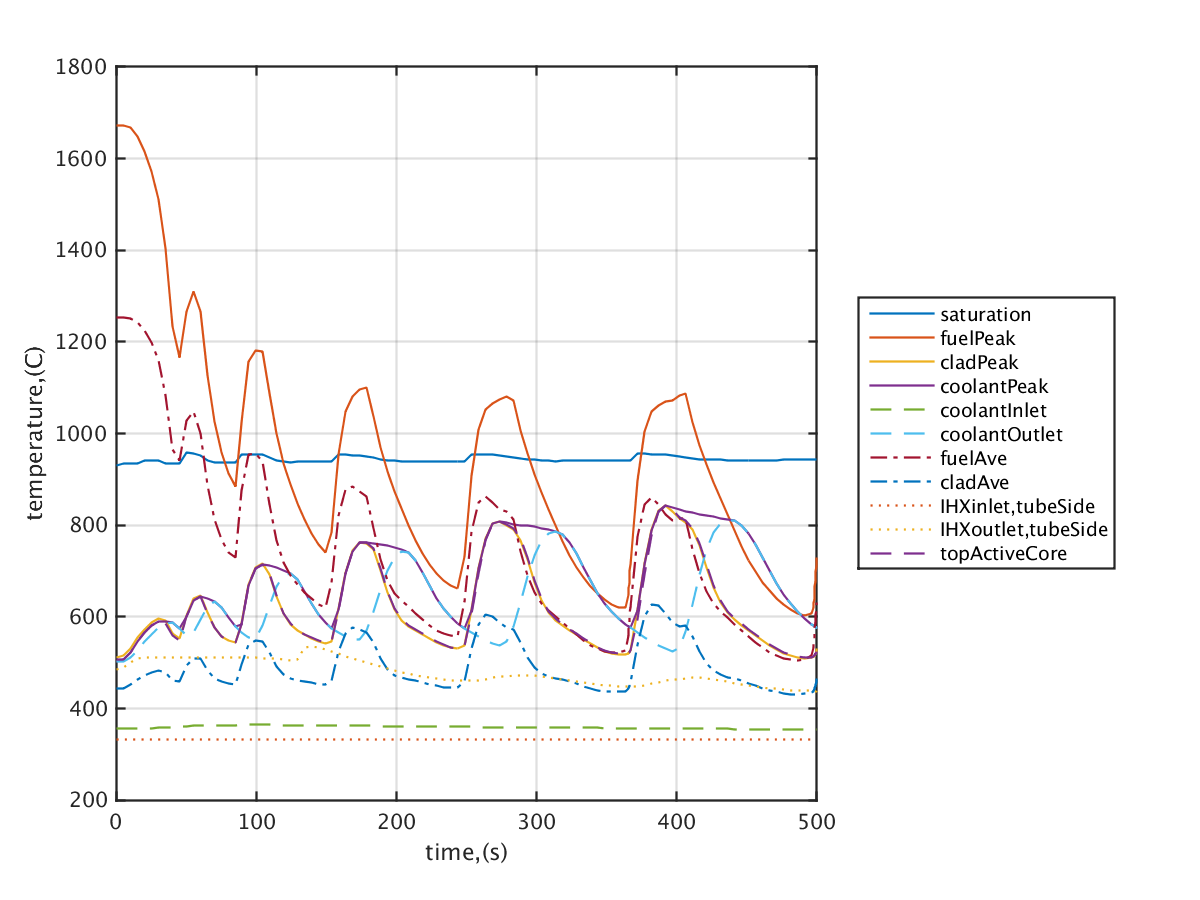 1800
1600
1400
1200
1000
800
600
400
200
temperature,(C)
0 100 200 300 400 500
time,(s)
saturation
fuelPeak
cladPeak
coolantPeak
coolantInlet
coolantOutlet
fuelAve
cladAve
IHXinlet,tubeSide
IHXoutlet,tubeSide
topActiveCore